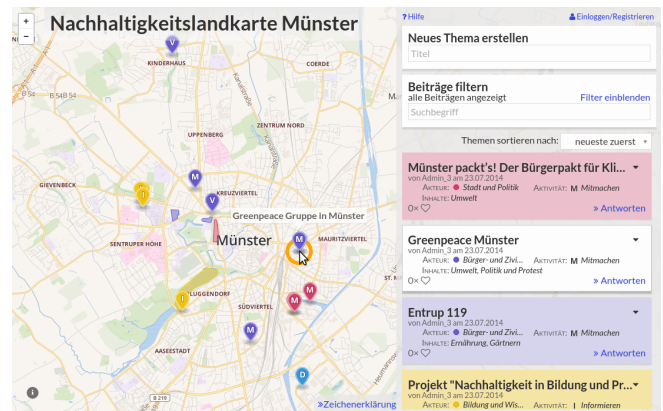 +
−
Nachhaltigkeitslandkarte Münster
V
KINDERHAUS
COERDE
B 54 B 54
Kanalstraße
Kanalstraße
ZENTRUM NORD
UPPENBERG
GIEVENBECK
M
KREUZVIERTEL
V
I
Greenpeace Gruppe in Münster
SENTRUPER HÖHE
Münster
M
MAURITZVIERTEL
I
PLUGGENDORF
SÜDVIERTEL
M
M
M
AASEESTADT
D
B 219
i
»Zeichenerklärung
? Hilfe
Einloggen/Registrieren
Neues Thema erstellen
Titel
Beiträge filtern
alle Beiträgen angezeigt
Filter einblenden
Suchbegriff
Themen sortieren nach:
neueste zuerst
Münster packt's! Der Bürgerpakt für Kli...
von Admin_3 am 23.07.2014
Akteur: Stadt und Politik Aktivität: M Mitmachen
Inhalte: Umwelt
0× ♡ » Antworten
Greenpeace Münster
von Admin_3 am 23.07.2014
Akteur: Bürger- und Zivi... Aktivität: M Mitmachen
Inhalte: Umwelt, Politik und Protest
0× ♡ » Antworten
Entrup 119
von Admin_3 am 23.07.2014
Akteur: Bürger- und Zivi... Aktivität: M Mitmachen
Inhalte: Ernährung, Gärtnern
0× ♡ » Antworten
Projekt "Nachhaltigkeit in Bildung und Pr...
von Admin_3 am 23.07.2014
Akteur: Bildung und Wis... Aktivität: I Informieren